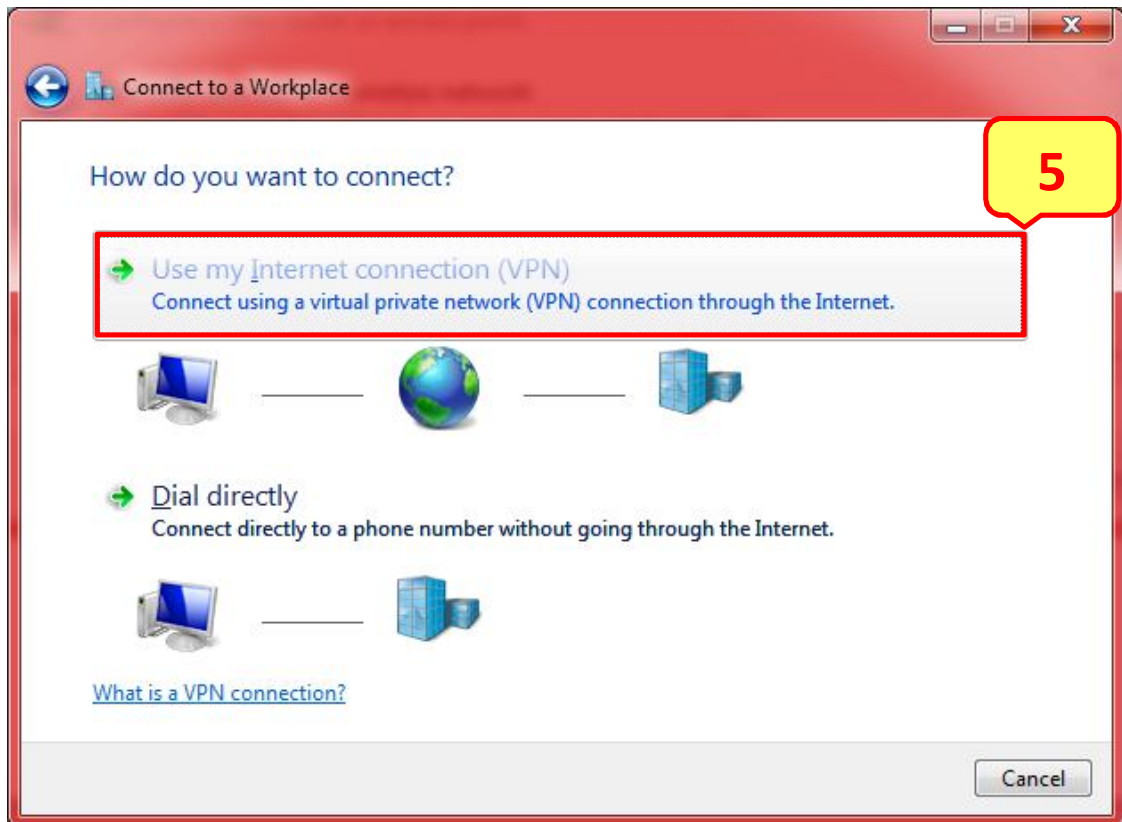 Connect to a Workplace
How do you want to connect?
5
Use my Internet connection (VPN)
Connect using a virtual private network (VPN) connection through the Internet.
Dial directly
Connect directly to a phone number without going through the Internet.
What is a VPN connection?
Cancel